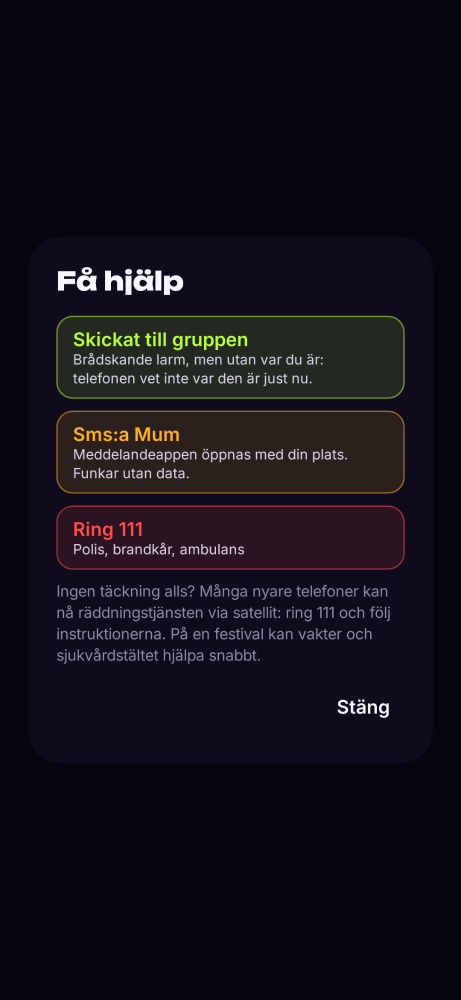 Få hjälp
Skickat till gruppen
Brådskande larm, men utan var du är:
telefonen vet inte var den är just nu.
Sms:a Mum
Meddelandeappen öppnas med din plats.
Funkar utan data.
Ring 111
Polis, brandkår, ambulans
Ingen täckning alls? Många nyare telefoner kan
nå räddningstjänsten via satellit: ring 111 och följ
instruktionerna. På en festival kan vakter och
sjukvårdstältet hjälpa snabbt.
Stäng